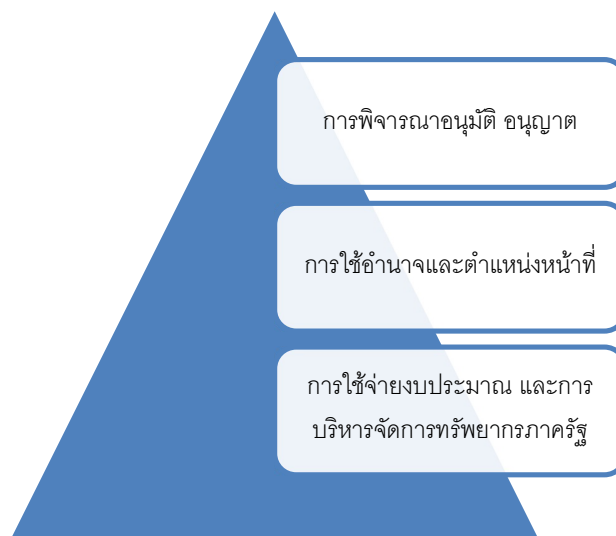 การพิจารณาอนุมัติ อนุญาต
การใช้อำนาจและตำแหน่งหน้าที่
การใช้จ่ายงบประมาณ และการ
บริหารจัดการทรัพยากรภาครัฐ